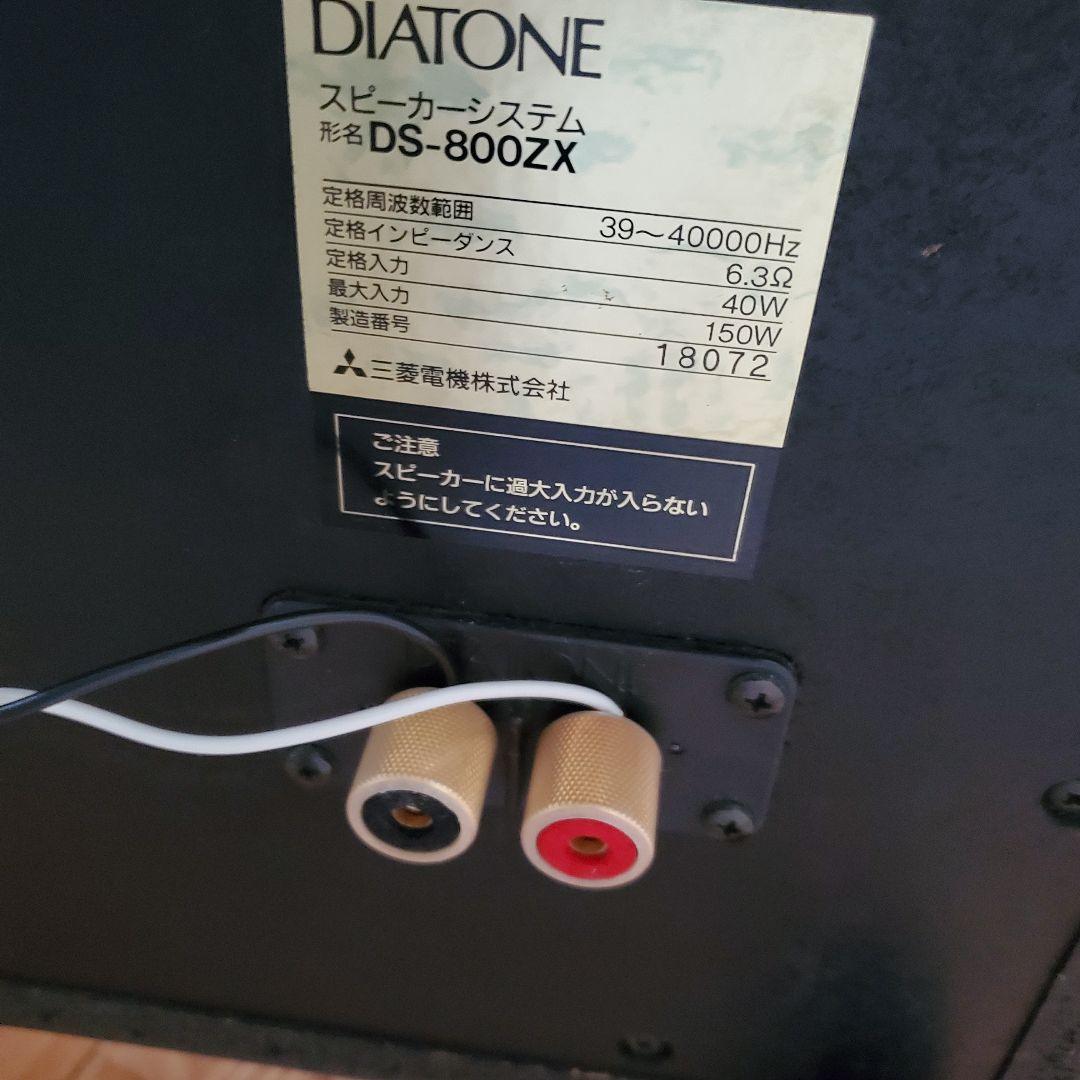 DIATONE
スピーカーシステム
形名 DS-800ZX
定格周波数範囲 39～40000Hz
定格インピーダンス 6.3Ω
定格入力 40W
最大入力 150W
製造番号 18072
三菱電機株式会社
ご注意
スピーカーに過大入力が入らない
ようにしてください。